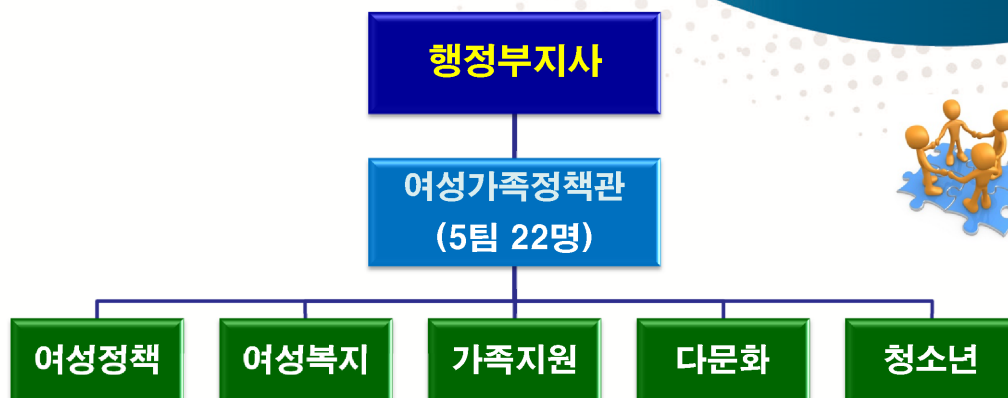 행정부지사
여성가족정책관
(5팀 22명)
여성정책
여성복지
가족지원
다문화
청소년